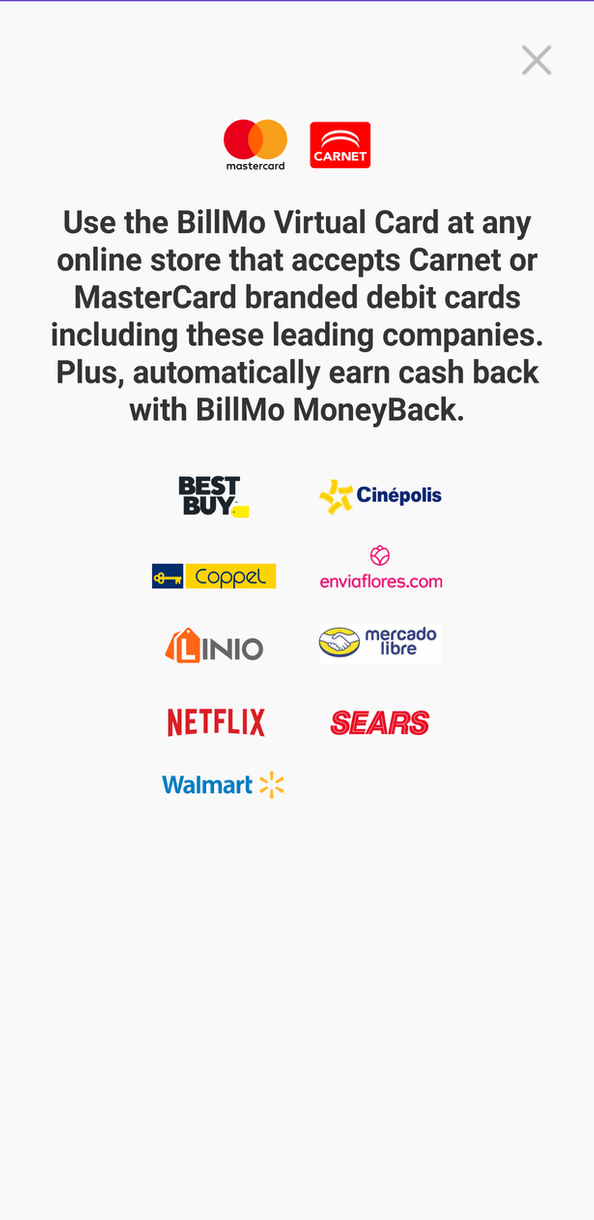 mastercard
CARNET
Use the BillMo Virtual Card at any
online store that accepts Carnet or
MasterCard branded debit cards
including these leading companies.
Plus, automatically earn cash back
with BillMo MoneyBack.
BEST
BUY
Cinépolis
Coppel
enviaflores.com
LINIO
mercado
libre
NETFLIX
SEARS
Walmart